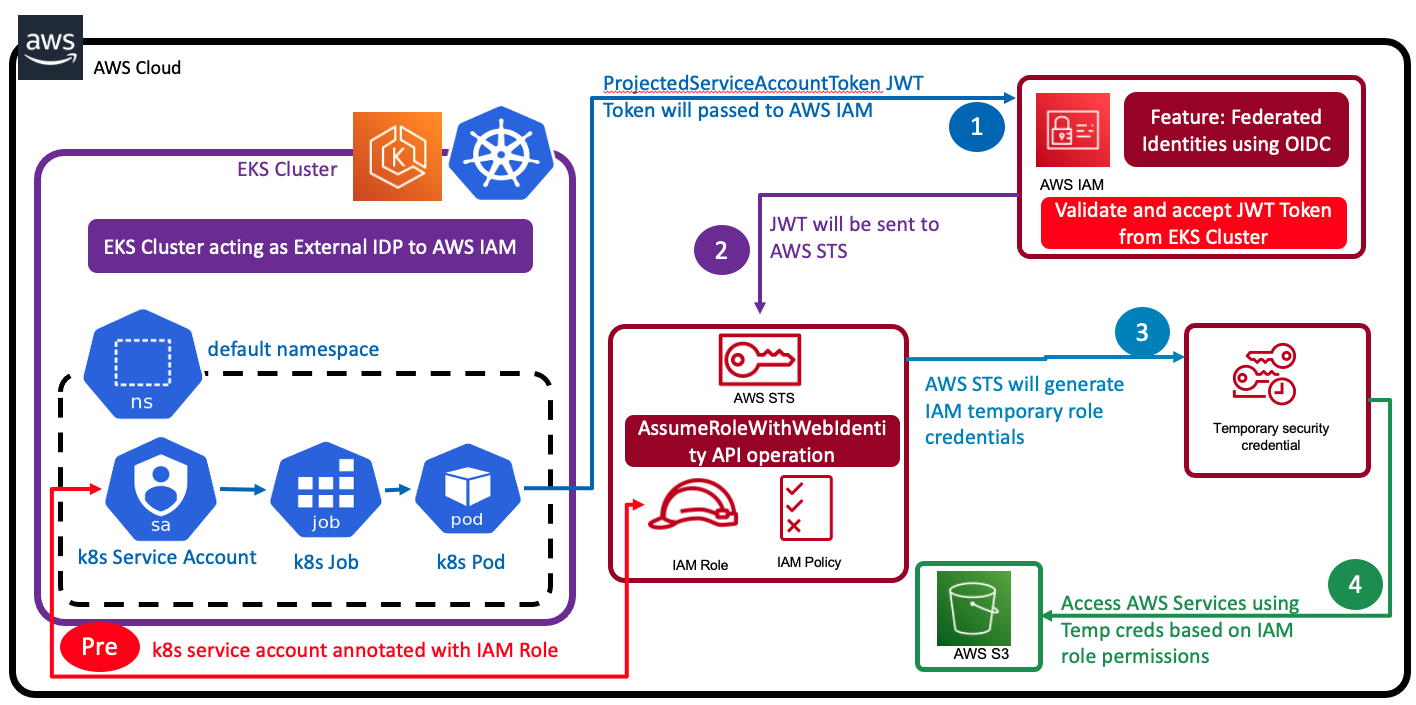 aws
AWS Cloud
ProjectedServiceAccountToken JWT
Token will passed to AWS IAM
1
Feature: Federated
Identities using OIDC
AWS IAM
Validate and accept JWT Token
from EKS Cluster
EKS Cluster
K
EKS Cluster acting as External IDP to AWS IAM
2
JWT will be sent to
AWS STS
ns
default namespace
sa
k8s Service Account
job
k8s Job
pod
k8s Pod
AWS STS
AssumeRoleWithWebIdenti
ty API operation
IAM Role
IAM Policy
3
AWS STS will generate
IAM temporary role
credentials
Temporary security
credential
4
Access AWS Services using
Temp creds based on IAM
role permissions
AWS S3
Pre
k8s service account annotated with IAM Role